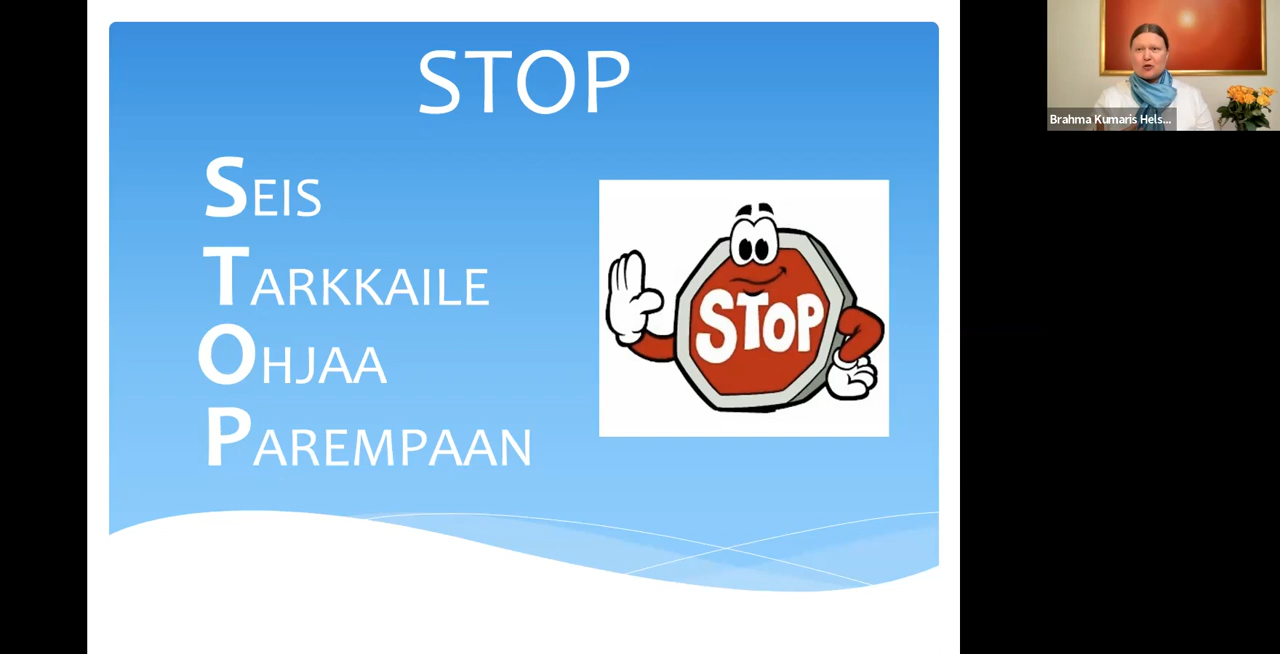 STOP
SEIS
TARKKAILE
OHJAA
PAREMPAAN
STOP
Brahma Kumaris Hels...